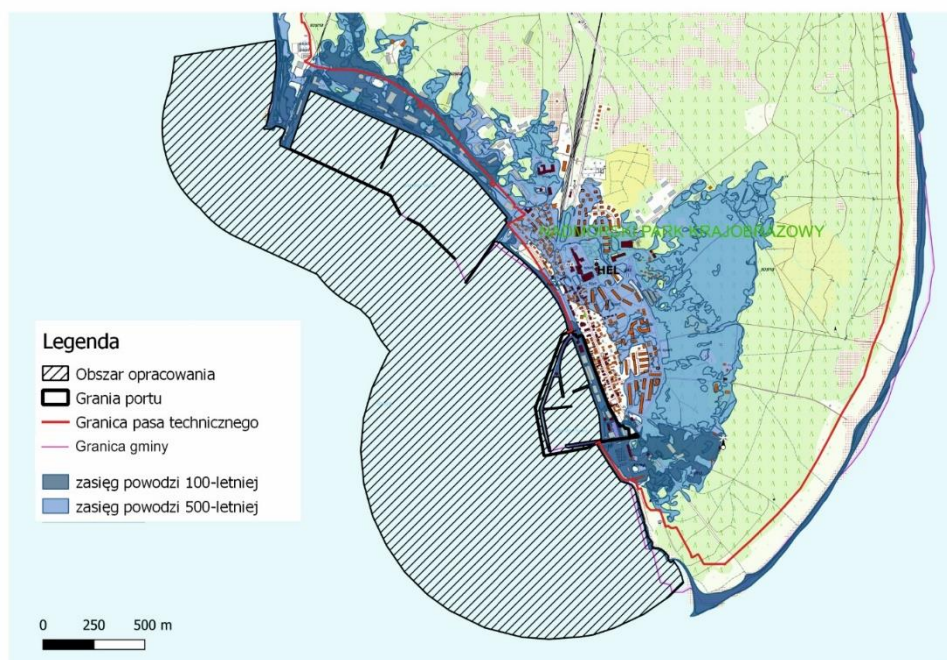 NADMORSKI PARK KRAJOBRAZOWY
HEL
Legenda
Obszar opracowania
Grania portu
Granica pasa technicznego
Granica gminy
zasięg powodzi 100-letniej
zasięg powodzi 500-letniej
0 250 500 m